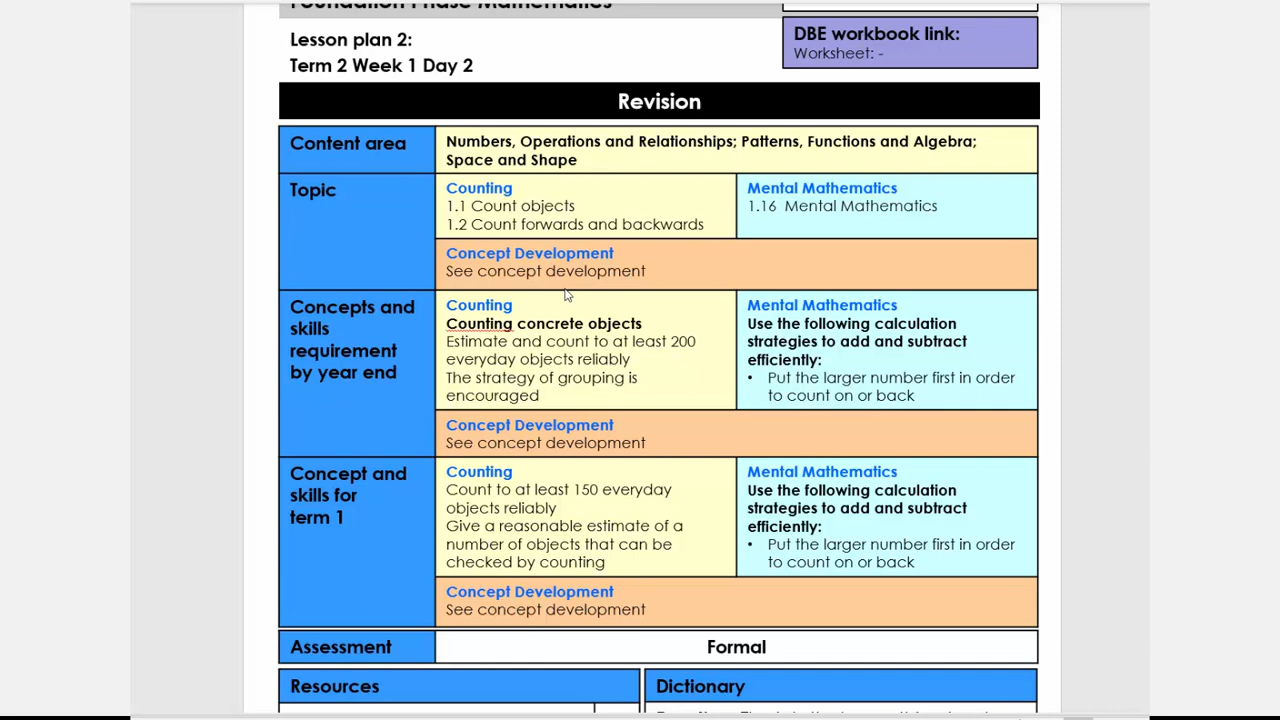 Foundation Phase Mathematics
Lesson plan 2:
Term 2 Week 1 Day 2
DBE workbook link:
Worksheet: -
Revision
Content area
Numbers, Operations and Relationships; Patterns, Functions and Algebra;
Space and Shape
Topic
Counting
1.1 Count objects
1.2 Count forwards and backwards
Mental Mathematics
1.16 Mental Mathematics
Concept Development
See concept development
Concepts and
skills
requirement
by year end
Counting
Counting concrete objects
Estimate and count to at least 200
everyday objects reliably
The strategy of grouping is
encouraged
Mental Mathematics
Use the following calculation
strategies to add and subtract
efficiently:
• Put the larger number first in order
to count on or back
Concept Development
See concept development
Concept and
skills for
term 1
Counting
Count to at least 150 everyday
objects reliably
Give a reasonable estimate of a
number of objects that can be
checked by counting
Mental Mathematics
Use the following calculation
strategies to add and subtract
efficiently:
• Put the larger number first in order
to count on or back
Concept Development
See concept development
Assessment
Formal
Resources
Dictionary